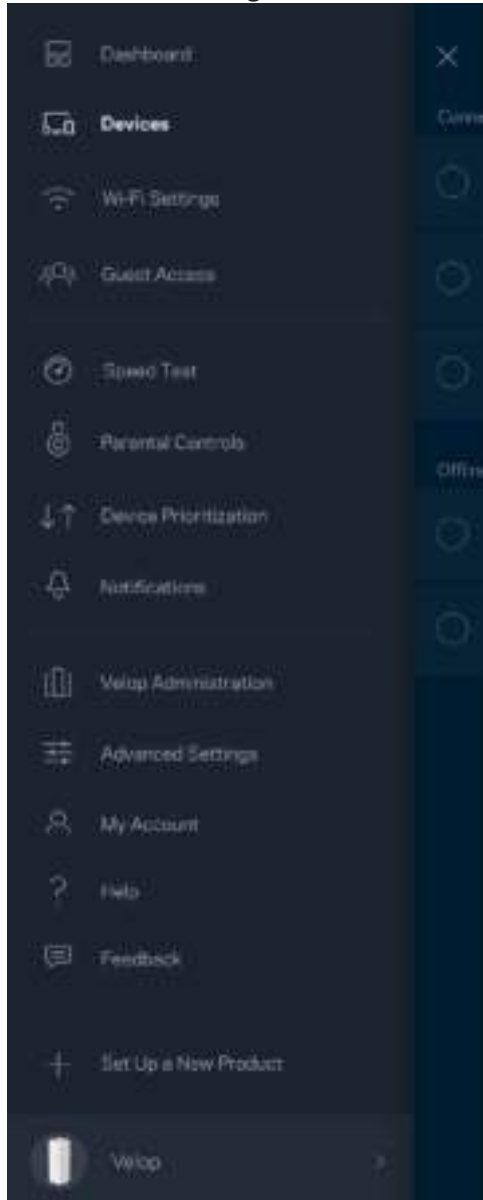 Dashboard
Devices
Wi-Fi Settings
Guest Access
Speed Test
Parental Controls
Device Prioritization
Notifications
Velop Administration
Advanced Settings
My Account
Help
Feedback
Set Up a New Product
Velop